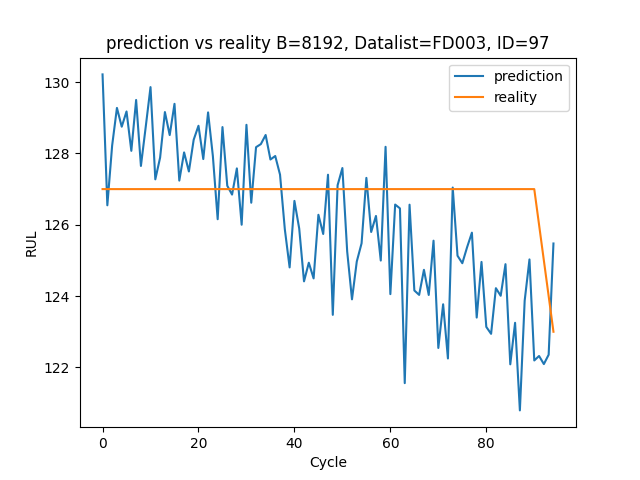 prediction vs reality B=8192, Datalist=FD003, ID=97
prediction
reality
130
128
126
124
122
RUL
0
20
40
60
80
Cycle